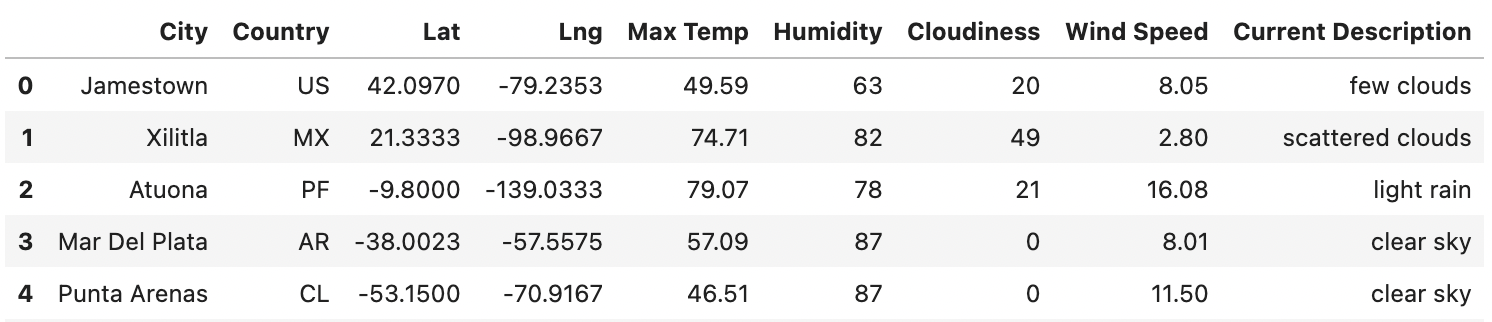 City Country Lat Lng Max Temp Humidity Cloudiness Wind Speed Current Description
0 Jamestown US 42.0970 -79.2353 49.59 63 20 8.05 few clouds
1 Xilitla MX 21.3333 -98.9667 74.71 82 49 2.80 scattered clouds
2 Atuona PF -9.8000 -139.0333 79.07 78 21 16.08 light rain
3 Mar Del Plata AR -38.0023 -57.5575 57.09 87 0 8.01 clear sky
4 Punta Arenas CL -53.1500 -70.9167 46.51 87 0 11.50 clear sky